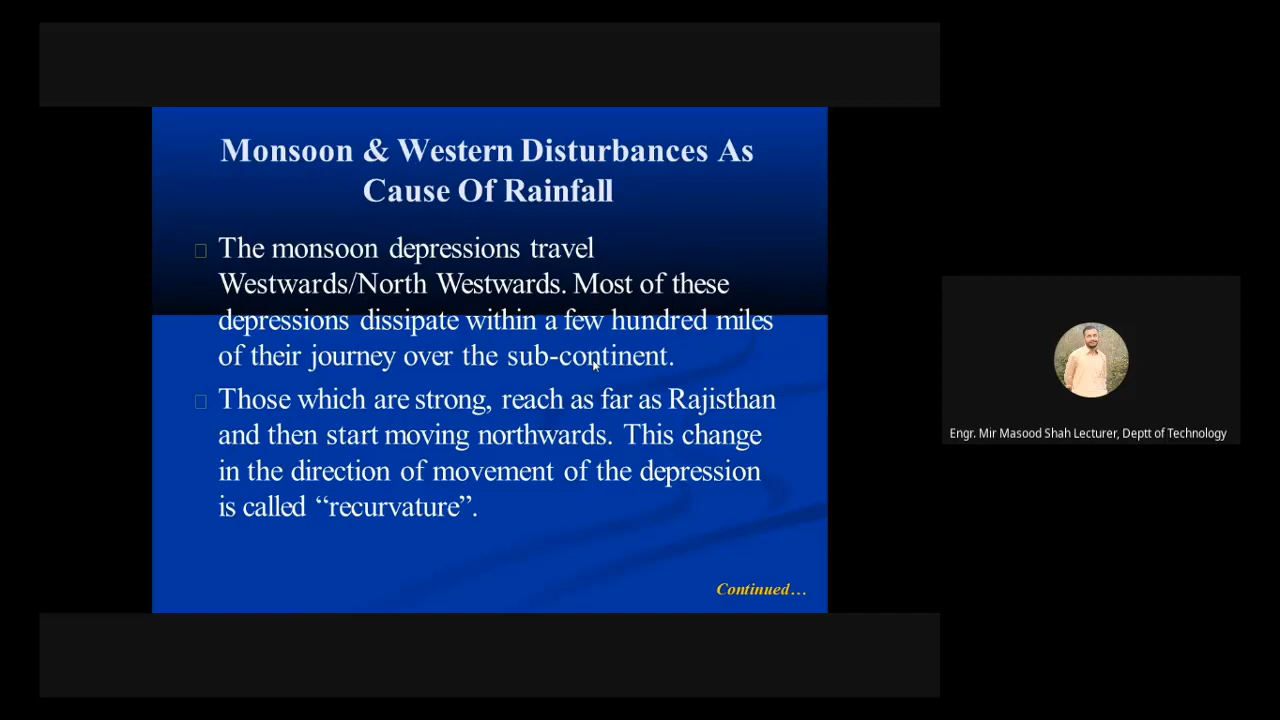 Monsoon & Western Disturbances As
Cause Of Rainfall
The monsoon depressions travel
Westwards/North Westwards. Most of these
depressions dissipate within a few hundred miles
of their journey over the sub-continent.
Those which are strong, reach as far as Rajisthan
and then start moving northwards. This change
in the direction of movement of the depression
is called “recurvature”.
Continued…
Engr. Mir Masood Shah Lecturer, Deptt of Technology